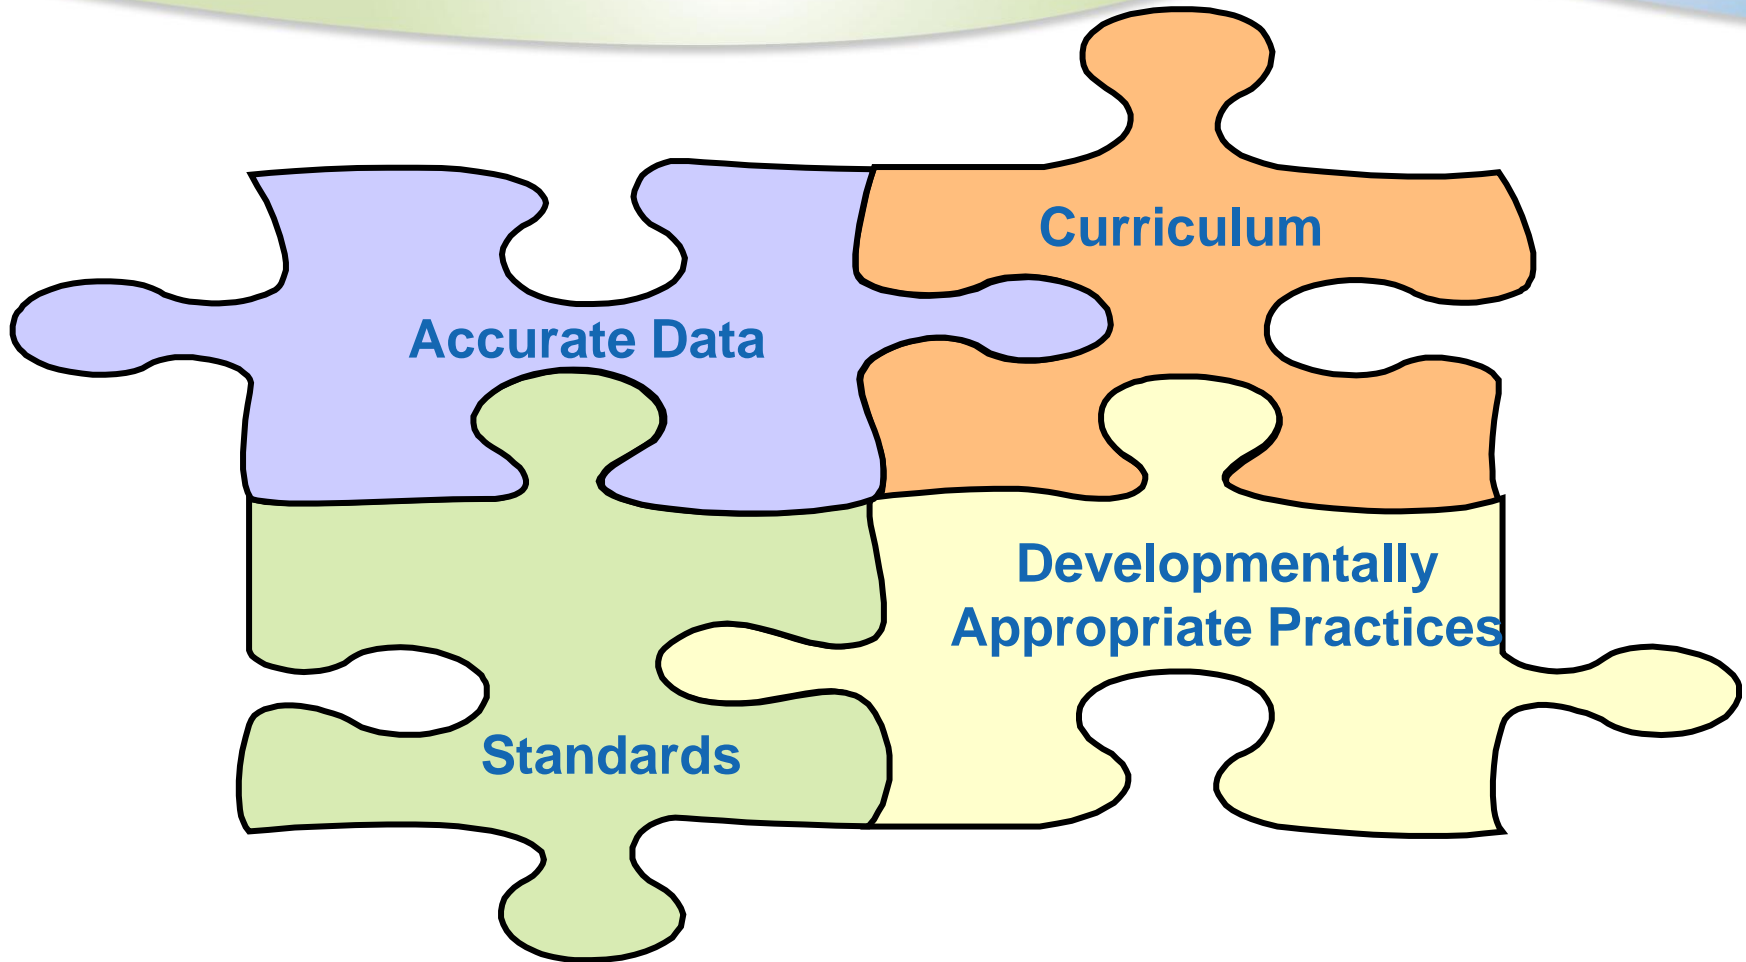 Curriculum
Accurate Data
Developmentally
Appropriate Practices
Standards